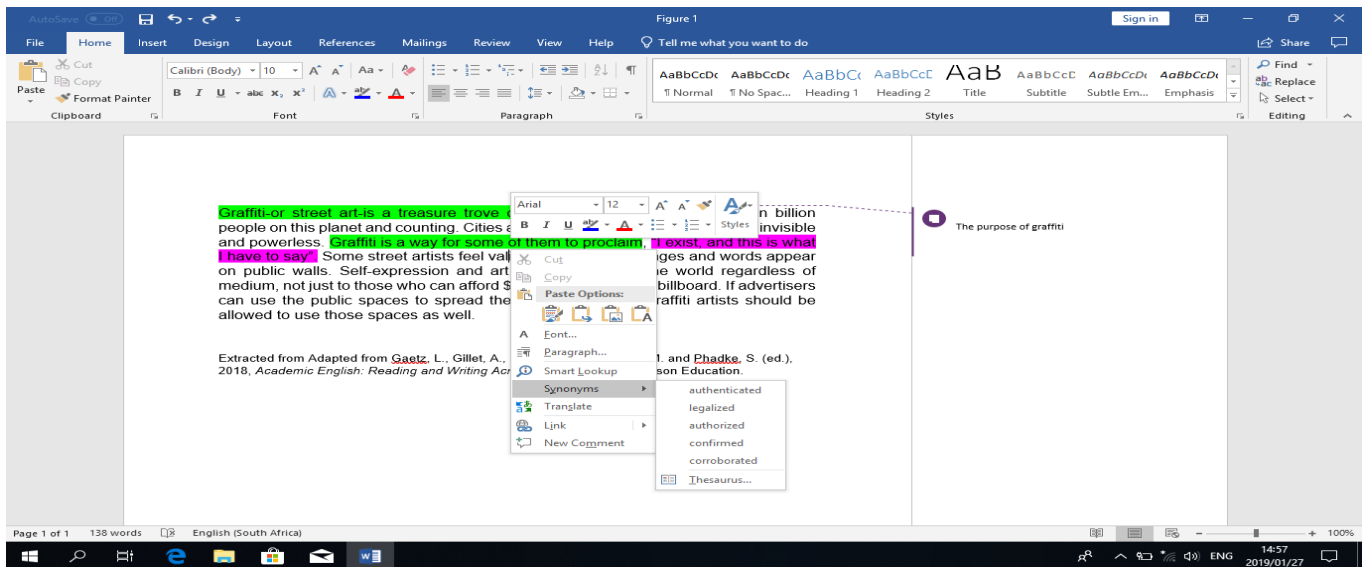 AutoSave Off Figure 1 Sign in
File Home Insert Design Layout References Mailings Review View Help Tell me what you want to do Share
Paste Cut Copy Format Painter
Calibri (Body) 10 A A Aa
B I U abc X₂ X² A aby A
AaBbCcDc AaBbCcDc AaBbCc AaBbCcE AaB AaBbCcD AaBbCcDc AaBbCcDc
¶ Normal ¶ No Spac... Heading 1 Heading 2 Title Subtitle Subtle Em... Emphasis
Find
Replace
Select
Clipboard Font Paragraph Styles Editing
Arial 12 A A
B I U aby A Styles
Graffiti-or street art-is a treasure trove n billion
people on this planet and counting. Cities invisible
and powerless. Graffiti is a way for some of them to proclaim, "I exist, and this is what
I have to say". Some street artists feel ges and words appear
on public walls. Self-expression and art e world regardless of
medium, not just to those who can afford $ billboard. If advertisers
can use the public spaces to spread the raffiti artists should be
allowed to use those spaces as well.
Extracted from Adapted from Gaetz, L., Gillet, A., and Phadke, S. (ed.),
2018, Academic English: Reading and Writing son Education.
The purpose of graffiti
Cut
Copy
Paste Options:
Font...
Paragraph...
Smart Lookup
Synonyms
Translate
Link
New Comment
authenticated
legalized
authorized
confirmed
corroborated
Thesaurus...
Page 1 of 1 138 words English (South Africa) 100%
ENG 14:57
2019/01/27